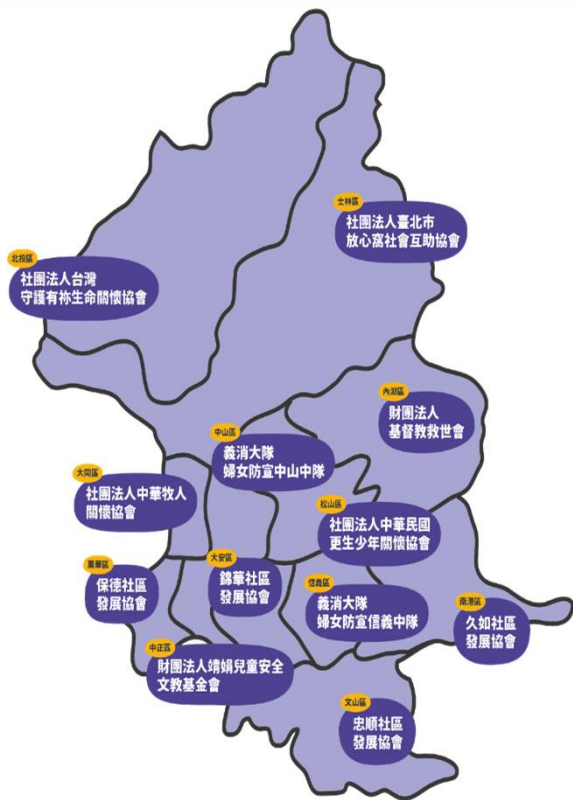 士林區
社團法人臺北市
放心窩社會互助協會
北投區
社團法人台灣
守護有祢生命關懷協會
內湖區
財團法人
基督教救世會
中山區
義消大隊
婦女防宣中山中隊
大同區
社團法人中華牧人
關懷協會
松山區
社團法人中華民國
更生少年關懷協會
萬華區
保德社區
發展協會
大安區
錦華社區
發展協會
信義區
義消大隊
婦女防宣信義中隊
南港區
久如社區
發展協會
中正區
財團法人靖娟兒童安全
文教基金會
文山區
忠順社區
發展協會